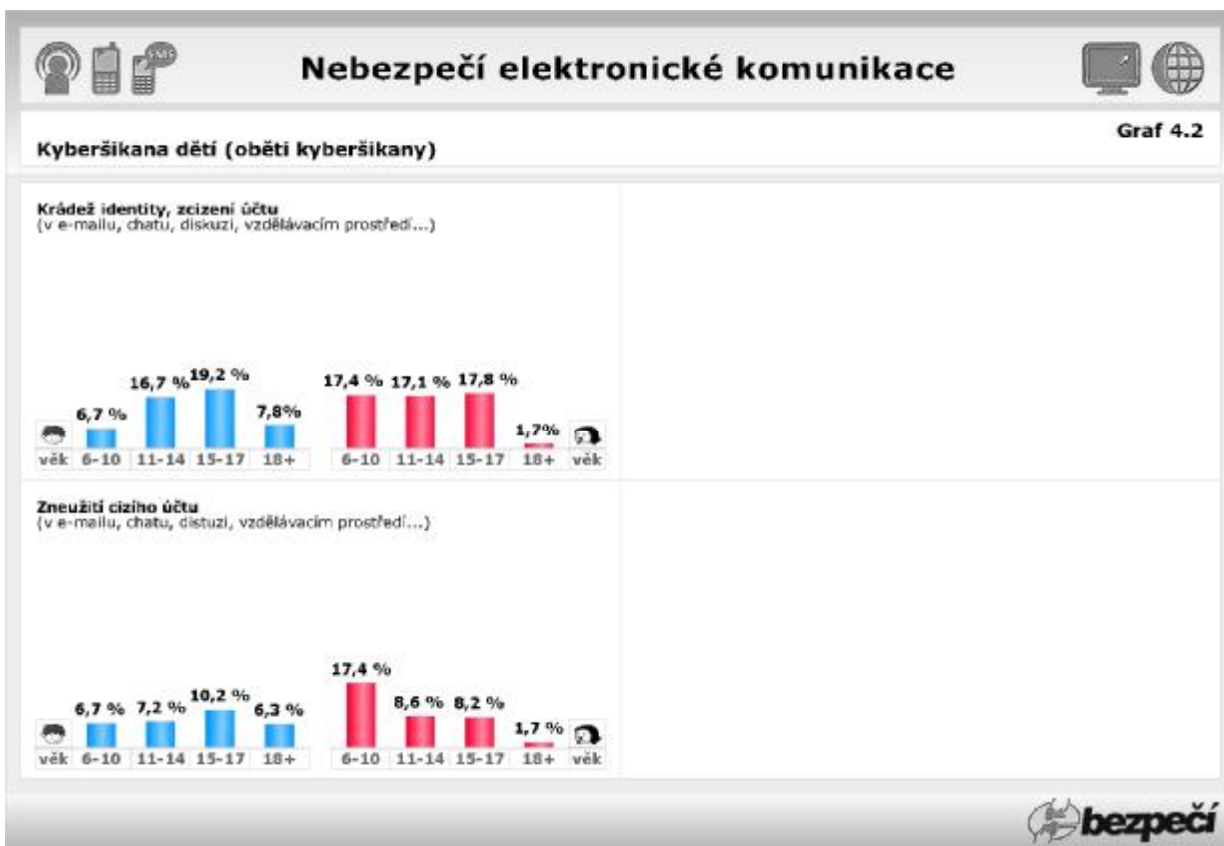 SMS
Nebezpečí elektronické komunikace
Graf 4.2
Kyberšikana dětí (oběti kyberšikany)
Krádež identity, zcizení účtu
(v e-mailu, chatu, diskuzi, vzdělávacím prostředí...)
6,7 % 16,7 % 19,2 % 7,8% 17,4 % 17,1 % 17,8 % 1,7%
věk 6-10 11-14 15-17 18+ 6-10 11-14 15-17 18+ věk
Zneužití cizího účtu
(v e-mailu, chatu, distuzi, vzdělávacím prostředí...)
6,7 % 7,2 % 10,2 % 6,3 % 17,4 % 8,6 % 8,2 % 1,7 %
věk 6-10 11-14 15-17 18+ 6-10 11-14 15-17 18+ věk
bezpečí